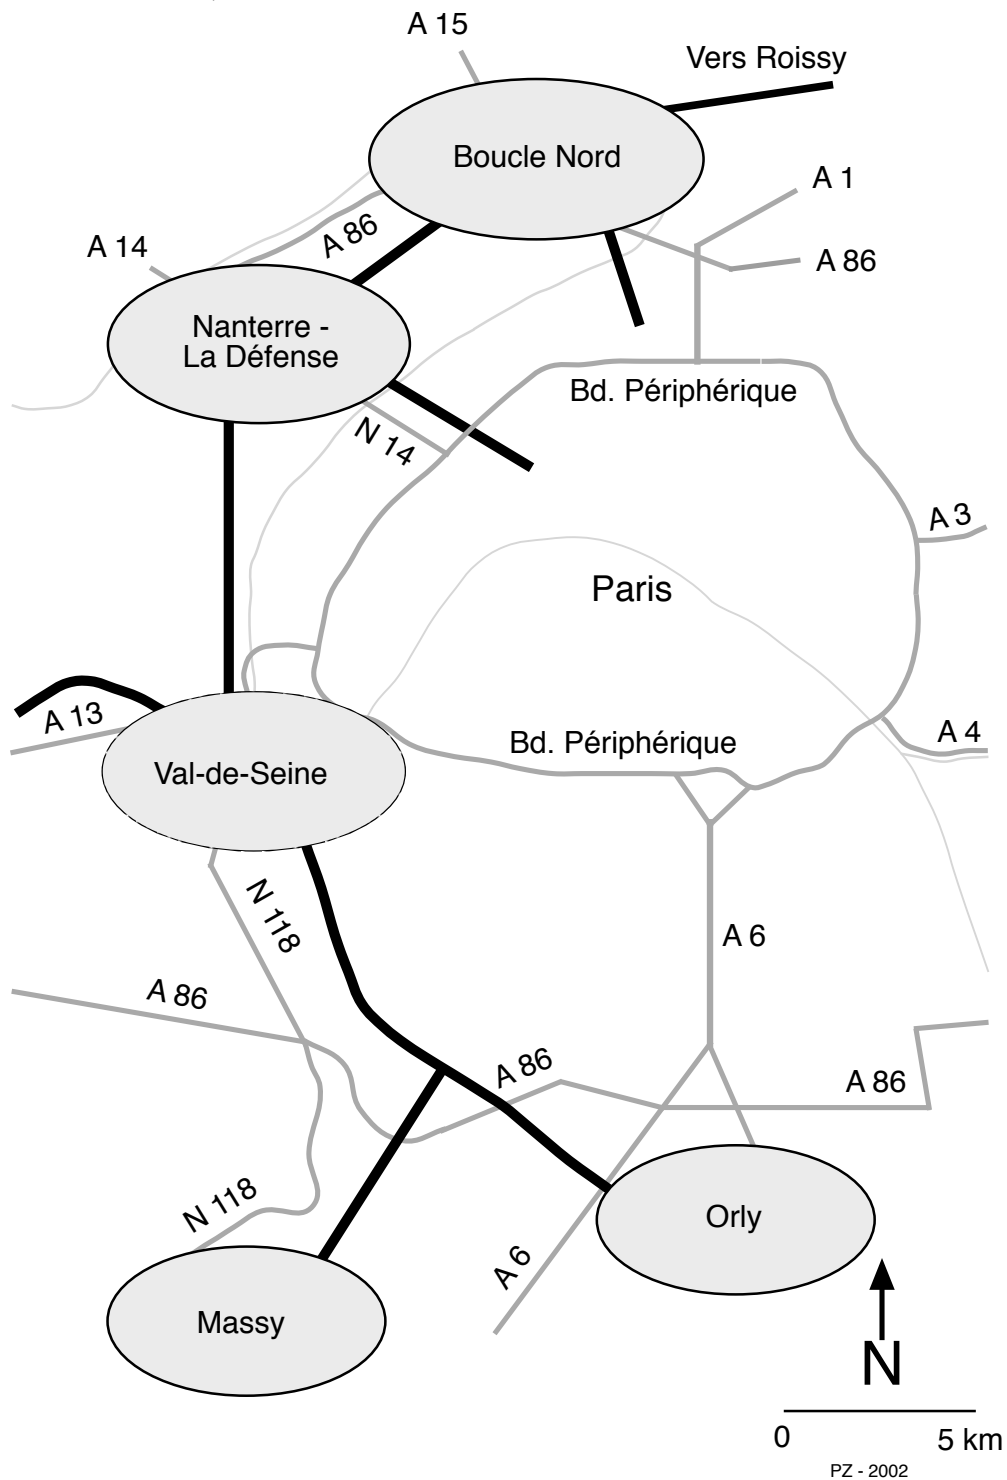 A 15
Vers Roissy
Boucle Nord
A 1
A 86
A 14
A 86
Nanterre -
La Défense
Bd. Périphérique
N 14
A 3
Paris
A 13
Bd. Périphérique
A 4
Val-de-Seine
N 118
A 6
A 86
A 86
A 86
N 118
Orly
A 6
Massy
N
0
5 km
PZ - 2002